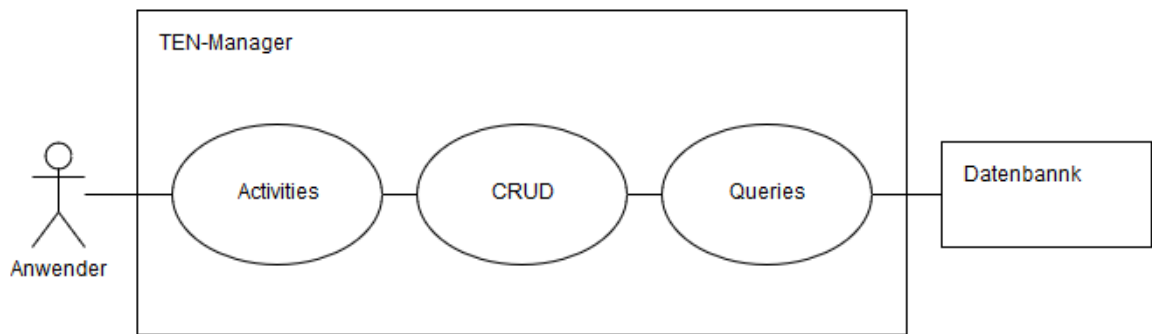 TEN-Manager
Activities
CRUD
Queries
Datenbannk
Anwender